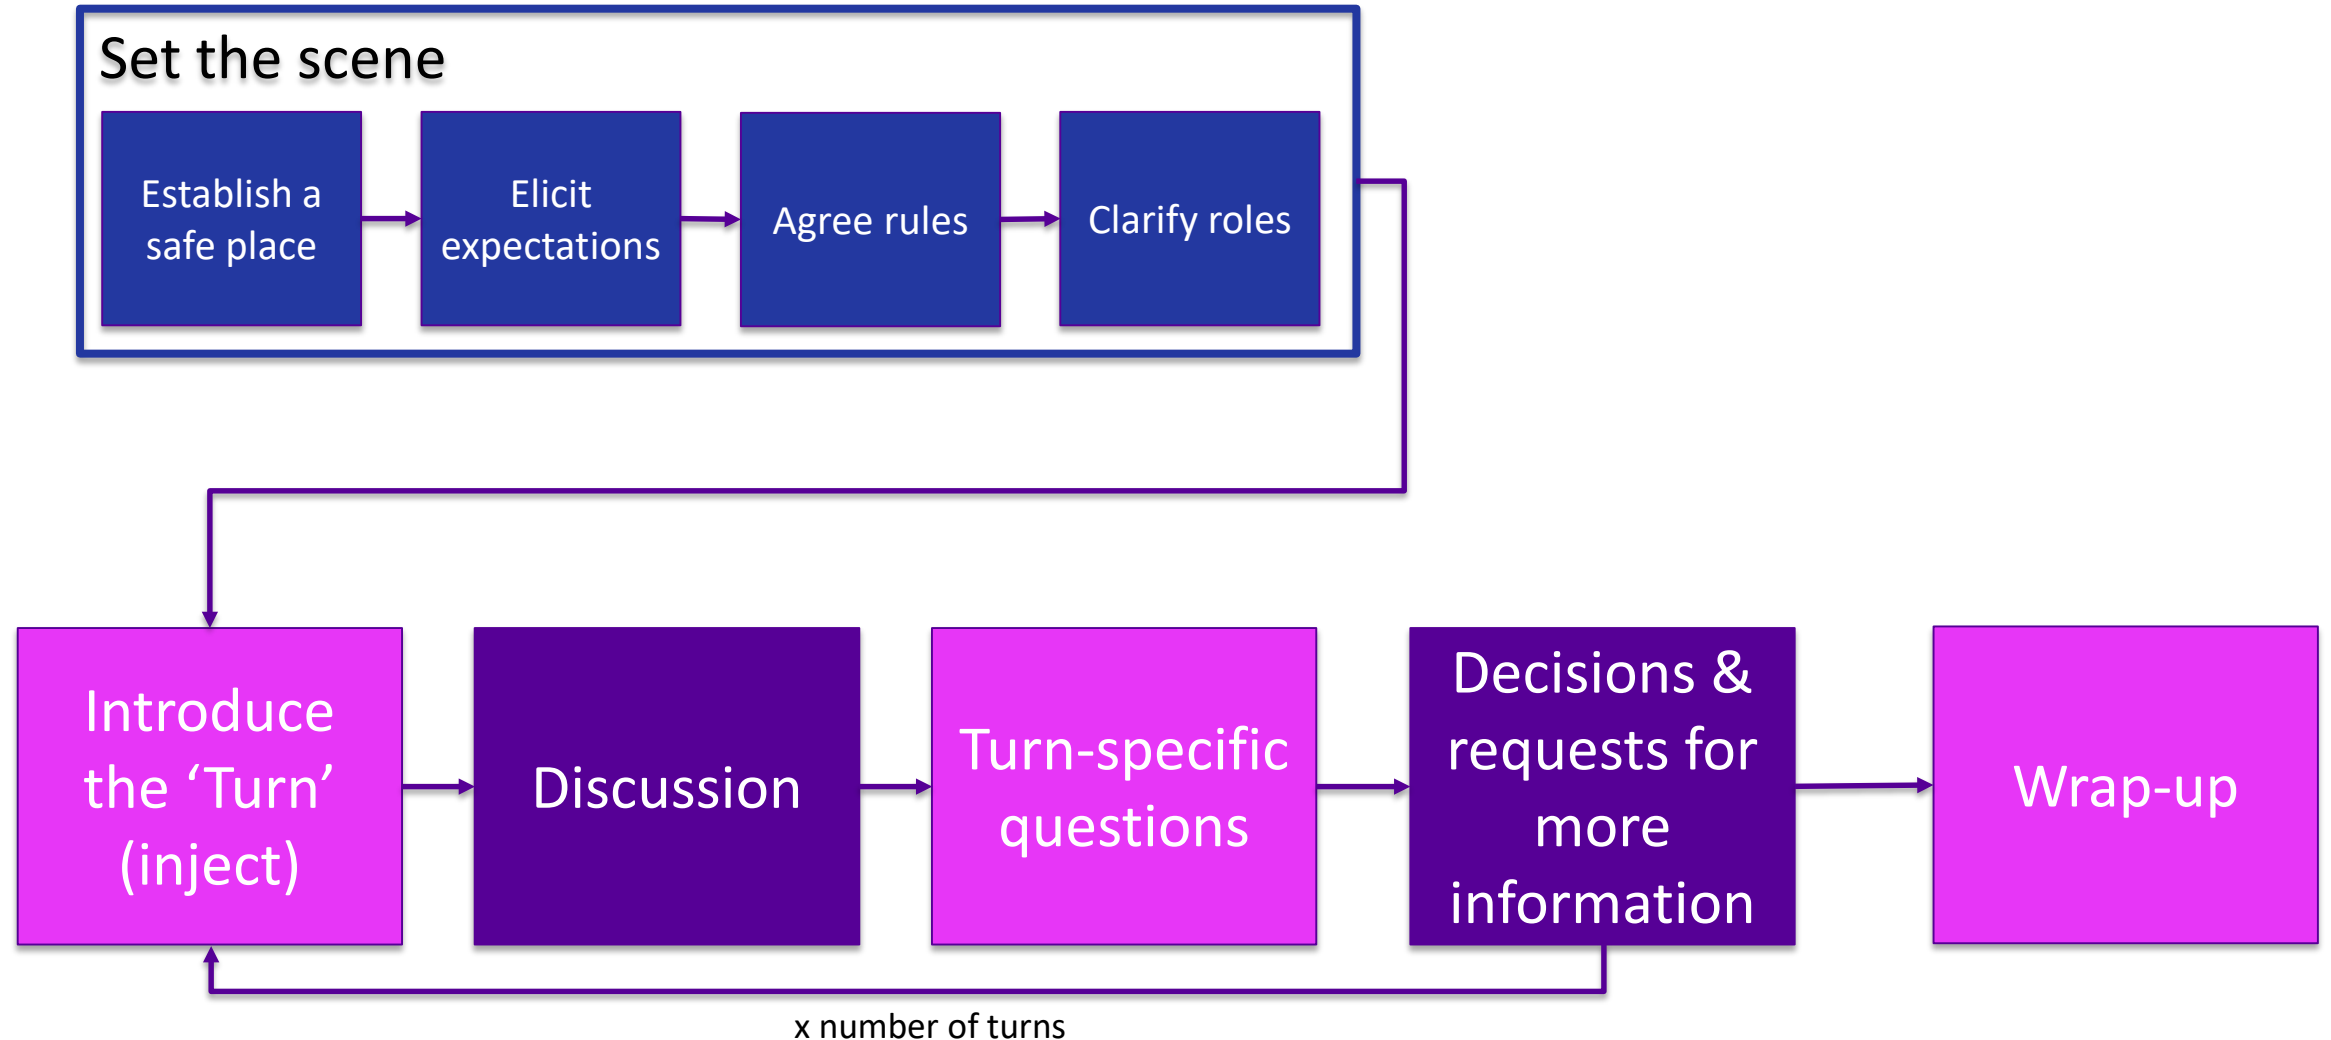 Set the scene
Establish a
safe place
Elicit
expectations
Agree rules
Clarify roles
Introduce
the ‘Turn’
(inject)
Discussion
Turn-specific
questions
Decisions &
requests for
more
information
Wrap-up
x number of turns